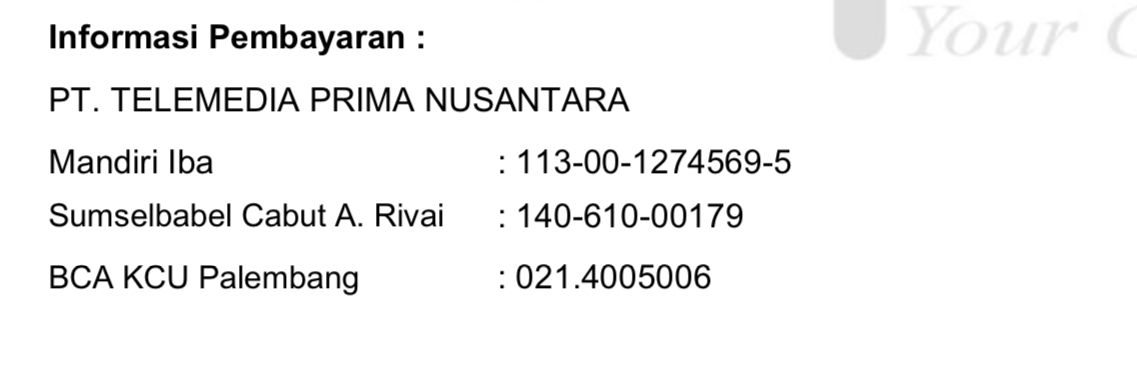 Your
Informasi Pembayaran :
PT. TELEMEDIA PRIMA NUSANTARA
Mandiri Iba : 113-00-1274569-5
Sumselbabel Cabut A. Rivai : 140-610-00179
BCA KCU Palembang : 021.4005006